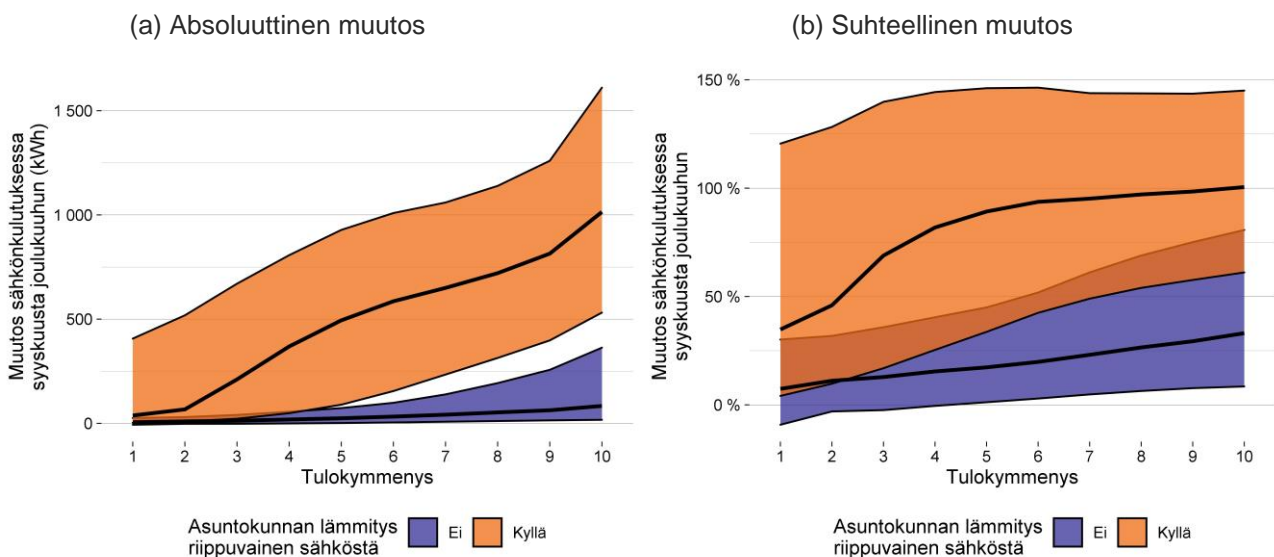 (a) Absoluuttinen muutos
Muutos sähkönkulutuksessa
syyskuusta joulukuuhun (kWh)
1 500
1 000
500
0
1 2 3 4 5 6 7 8 9 10
Tulokymmenys
Asuntokunnan lämmitys
riippuvainen sähköstä
Ei Kyllä
(b) Suhteellinen muutos
Muutos sähkönkulutuksessa
syyskuusta joulukuuhun
150 %
100 %
50 %
0 %
1 2 3 4 5 6 7 8 9 10
Tulokymmenys
Asuntokunnan lämmitys
riippuvainen sähköstä
Ei Kyllä